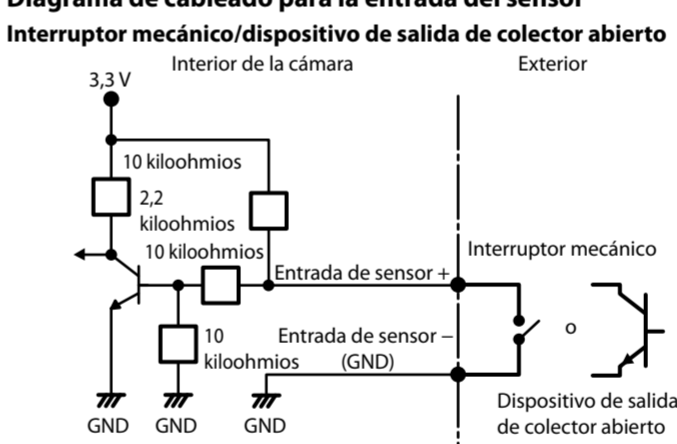 Diagrama de cableado para la entrada del sensor
Interruptor mecánico/dispositivo de salida de colector abierto
Interior de la cámara
Exterior
3,3 V
10 kiloohmios
2,2
kiloohmios
10 kiloohmios
Entrada de sensor +
Interruptor mecánico
10
kiloohmios
Entrada de sensor –
(GND)
o
GND
GND
GND
Dispositivo de salida
de colector abierto